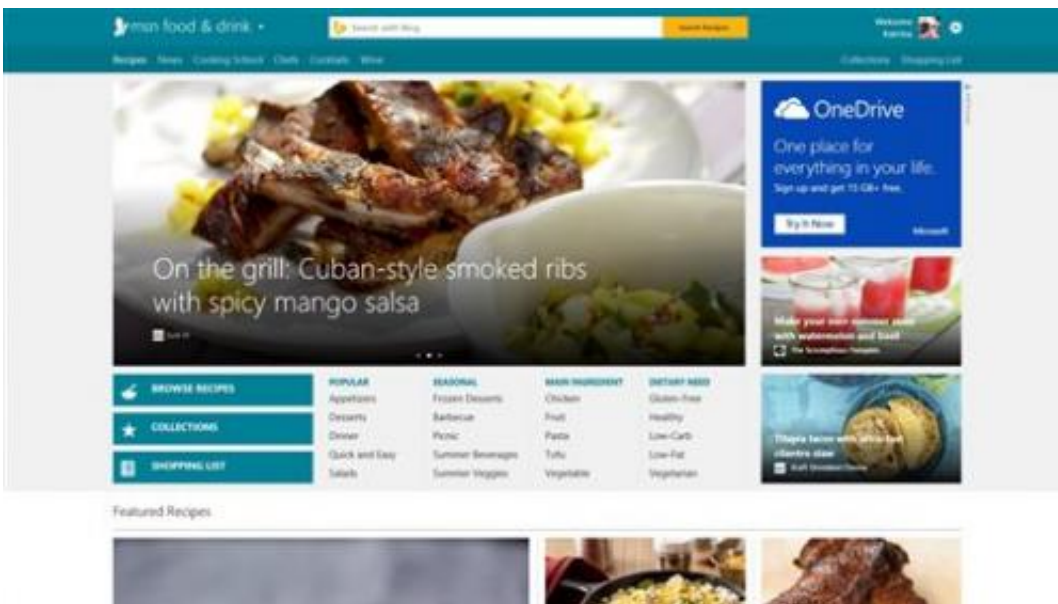 msn food & drink
Search with Bing
Search Recipes
Welcome
Katrina
Recipes News Cooking School Chefs Cocktails Wine
Collections Shopping List
OneDrive
One place for
everything in your life.
Sign up and get 15 GB+ free.
Try It Now
Microsoft
On the grill: Cuban-style smoked ribs
with spicy mango salsa
Make your own summer soda
with watermelon and basil
The Scrumptious Pumpkin
BROWSE RECIPES
COLLECTIONS
SHOPPING LIST
POPULAR
Appetizers
Desserts
Dinner
Quick and Easy
Salads
SEASONAL
Frozen Desserts
Barbecue
Picnic
Summer Beverages
Summer Veggies
MAIN INGREDIENT
Chicken
Fruit
Pasta
Tofu
Vegetable
DIETARY NEED
Gluten-Free
Healthy
Low-Carb
Low-Fat
Vegetarian
Tilapia tacos with
cilantro slaw
Featured Recipes